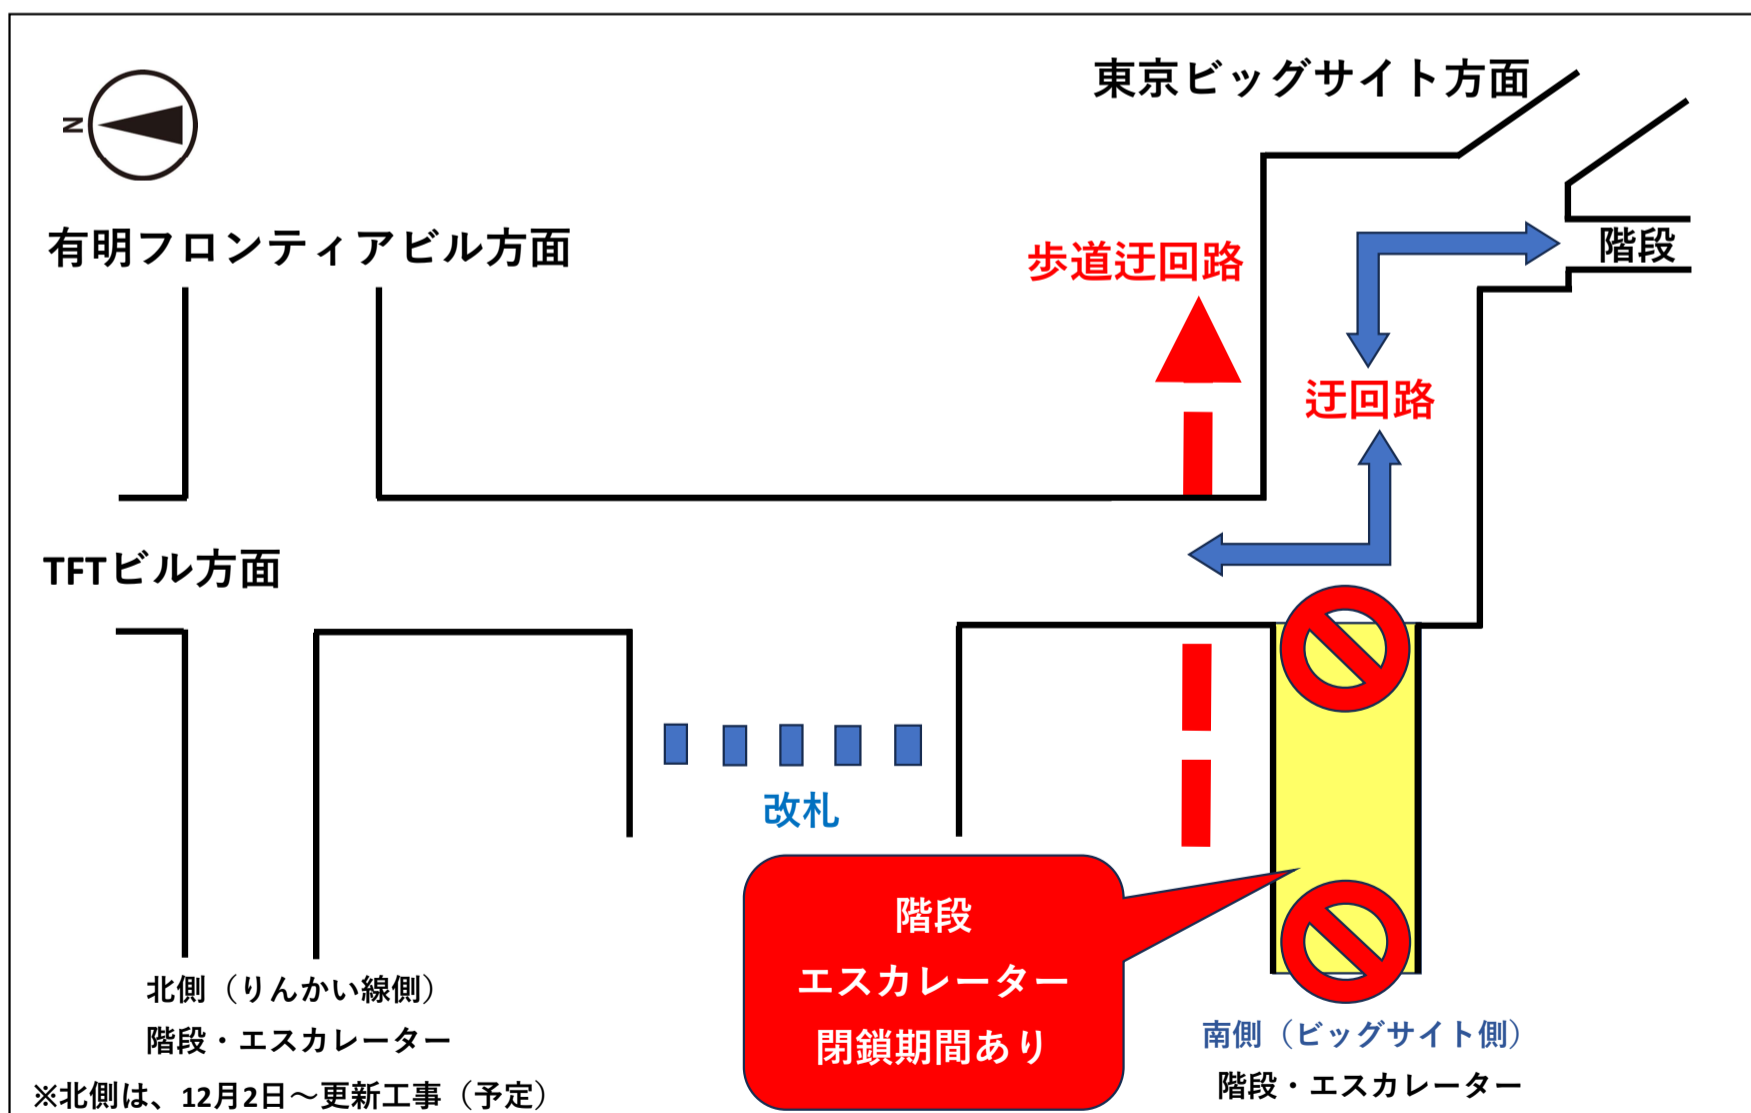 東京ビッグサイト方面
N
有明フロンティアビル方面
歩道迂回路
階段
迂回路
TFTビル方面
改札
階段
エスカレーター
閉鎖期間あり
北側（りんかい線側）
階段・エスカレーター
※北側は、12月2日～更新工事（予定）
南側（ビッグサイト側）
階段・エスカレーター